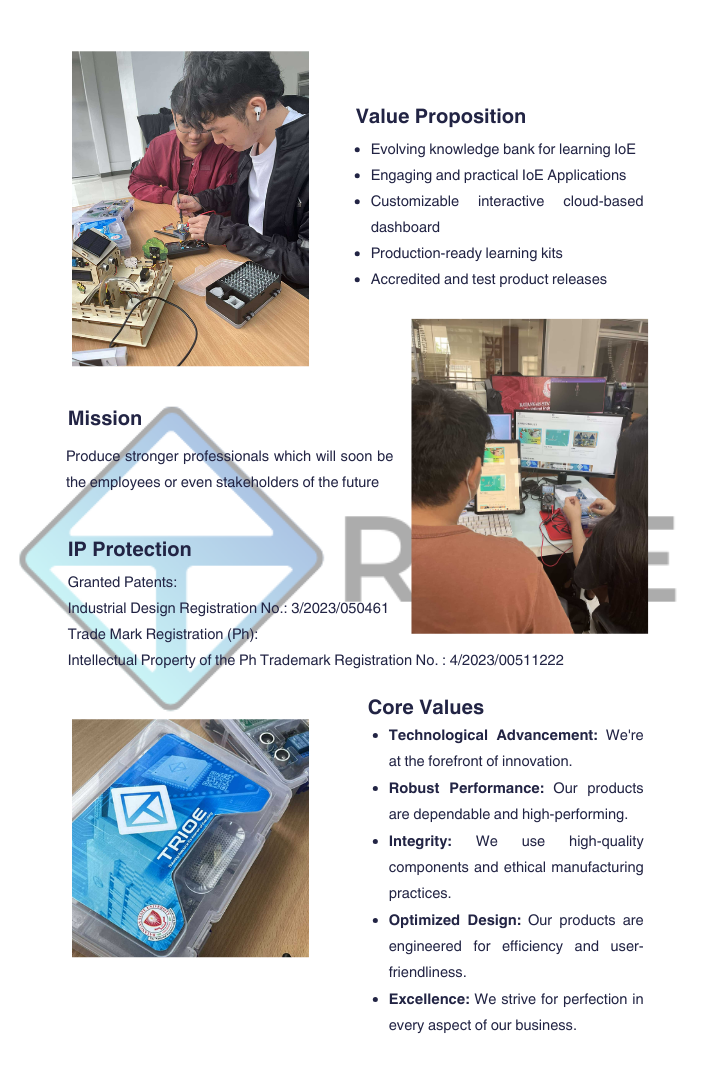 Value Proposition
• Evolving knowledge bank for learning IoE
• Engaging and practical IoE Applications
• Customizable interactive cloud-based
dashboard
• Production-ready learning kits
• Accredited and test product releases
Mission
Produce stronger professionals which will soon be
the employees or even stakeholders of the future
IP Protection
Granted Patents:
Industrial Design Registration No.: 3/2023/050461
Trade Mark Registration (Ph):
Intellectual Property of the Ph Trademark Registration No. : 4/2023/00511222
Core Values
• Technological Advancement: We're
at the forefront of innovation.
• Robust Performance: Our products
are dependable and high-performing.
• Integrity: We use high-quality
components and ethical manufacturing
practices.
• Optimized Design: Our products are
engineered for efficiency and user-
friendliness.
• Excellence: We strive for perfection in
every aspect of our business.
TRIOE